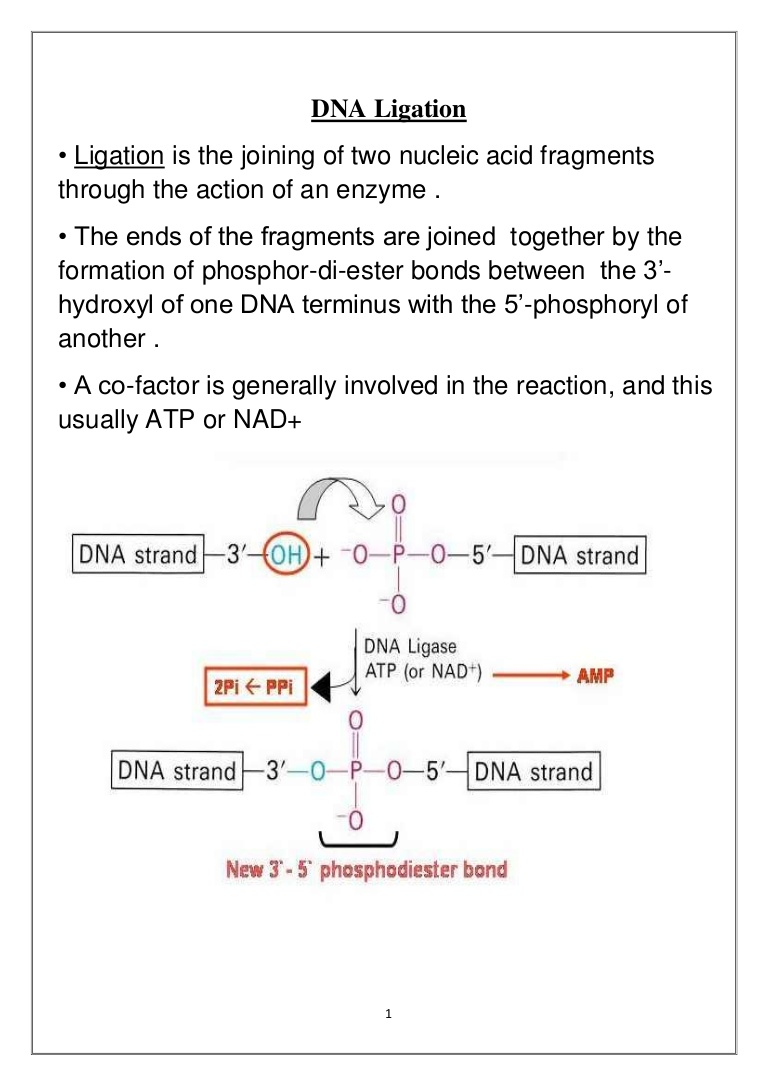 DNA Ligation
• Ligation is the joining of two nucleic acid fragments
through the action of an enzyme .
• The ends of the fragments are joined  together by the
formation of phosphor-di-ester bonds between  the 3’-
hydroxyl of one DNA terminus with the 5’-phosphoryl of
another .
• A co-factor is generally involved in the reaction, and this
usually ATP or NAD+
O
DNA strand—3′—OH + ⁻O—P—O—5′—DNA strand
⁻O
DNA Ligase
ATP (or NAD⁺) → AMP
2Pi ← PPi
O
DNA strand—3′—O—P—O—5′—DNA strand
⁻O
New 3` - 5` phosphodiester bond
1